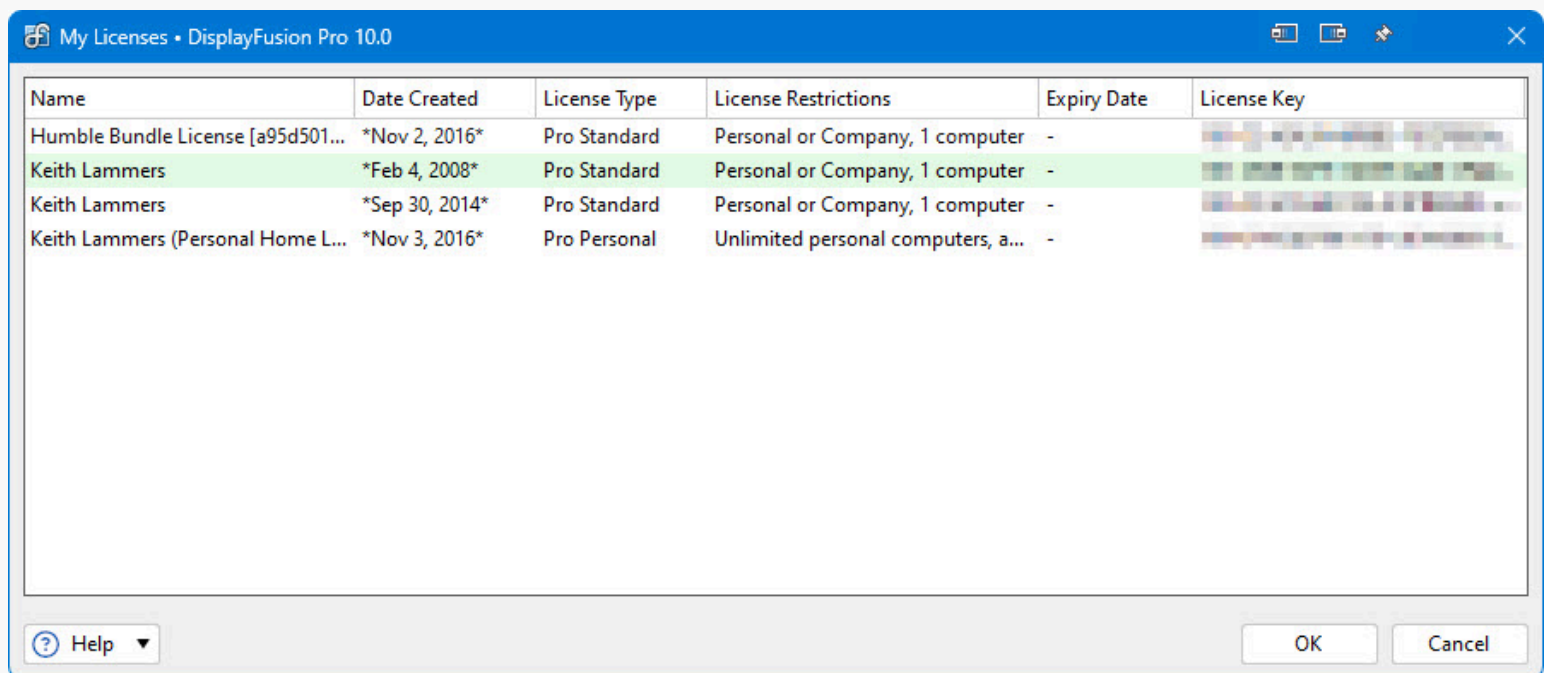 My Licenses • DisplayFusion Pro 10.0
Name Date Created License Type License Restrictions Expiry Date License Key
Humble Bundle License [a95d501... *Nov 2, 2016* Pro Standard Personal or Company, 1 computer -
Keith Lammers *Feb 4, 2008* Pro Standard Personal or Company, 1 computer -
Keith Lammers *Sep 30, 2014* Pro Standard Personal or Company, 1 computer -
Keith Lammers (Personal Home L... *Nov 3, 2016* Pro Personal Unlimited personal computers, a... -
? Help ▼ OK Cancel